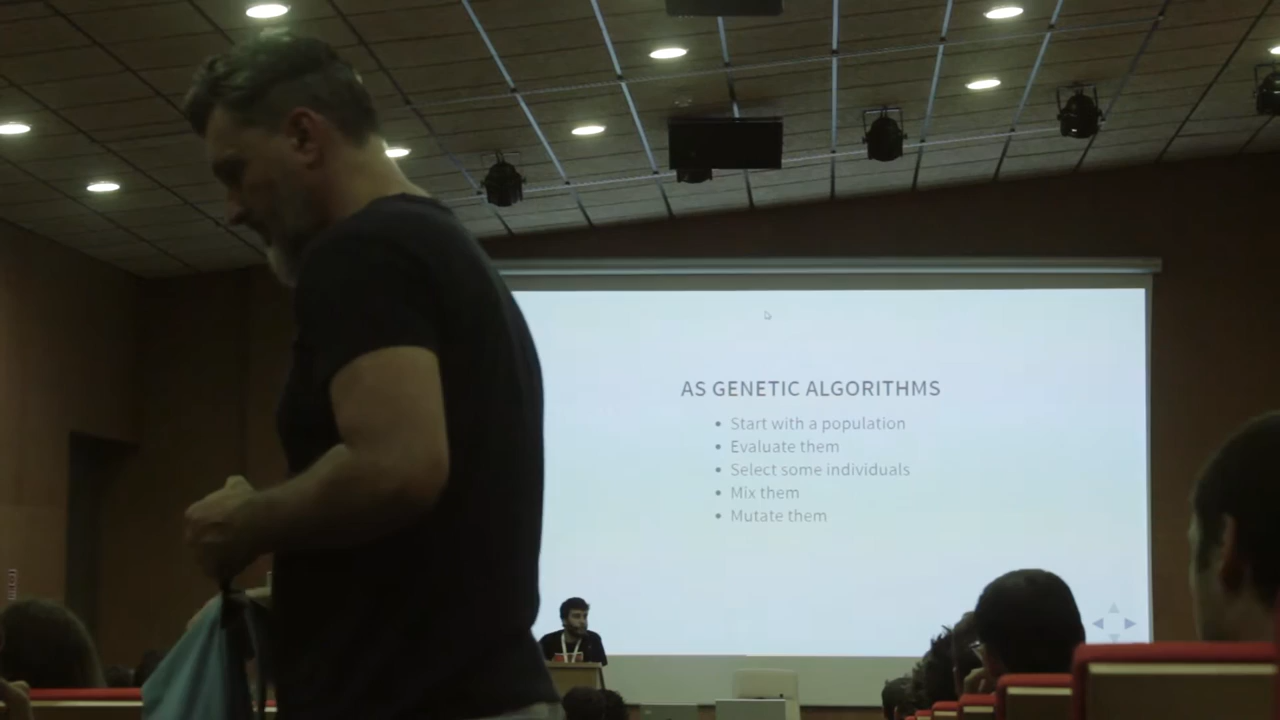 AS GENETIC ALGORITHMS
• Start with a population
• Evaluate them
• Select some individuals
• Mix them
• Mutate them